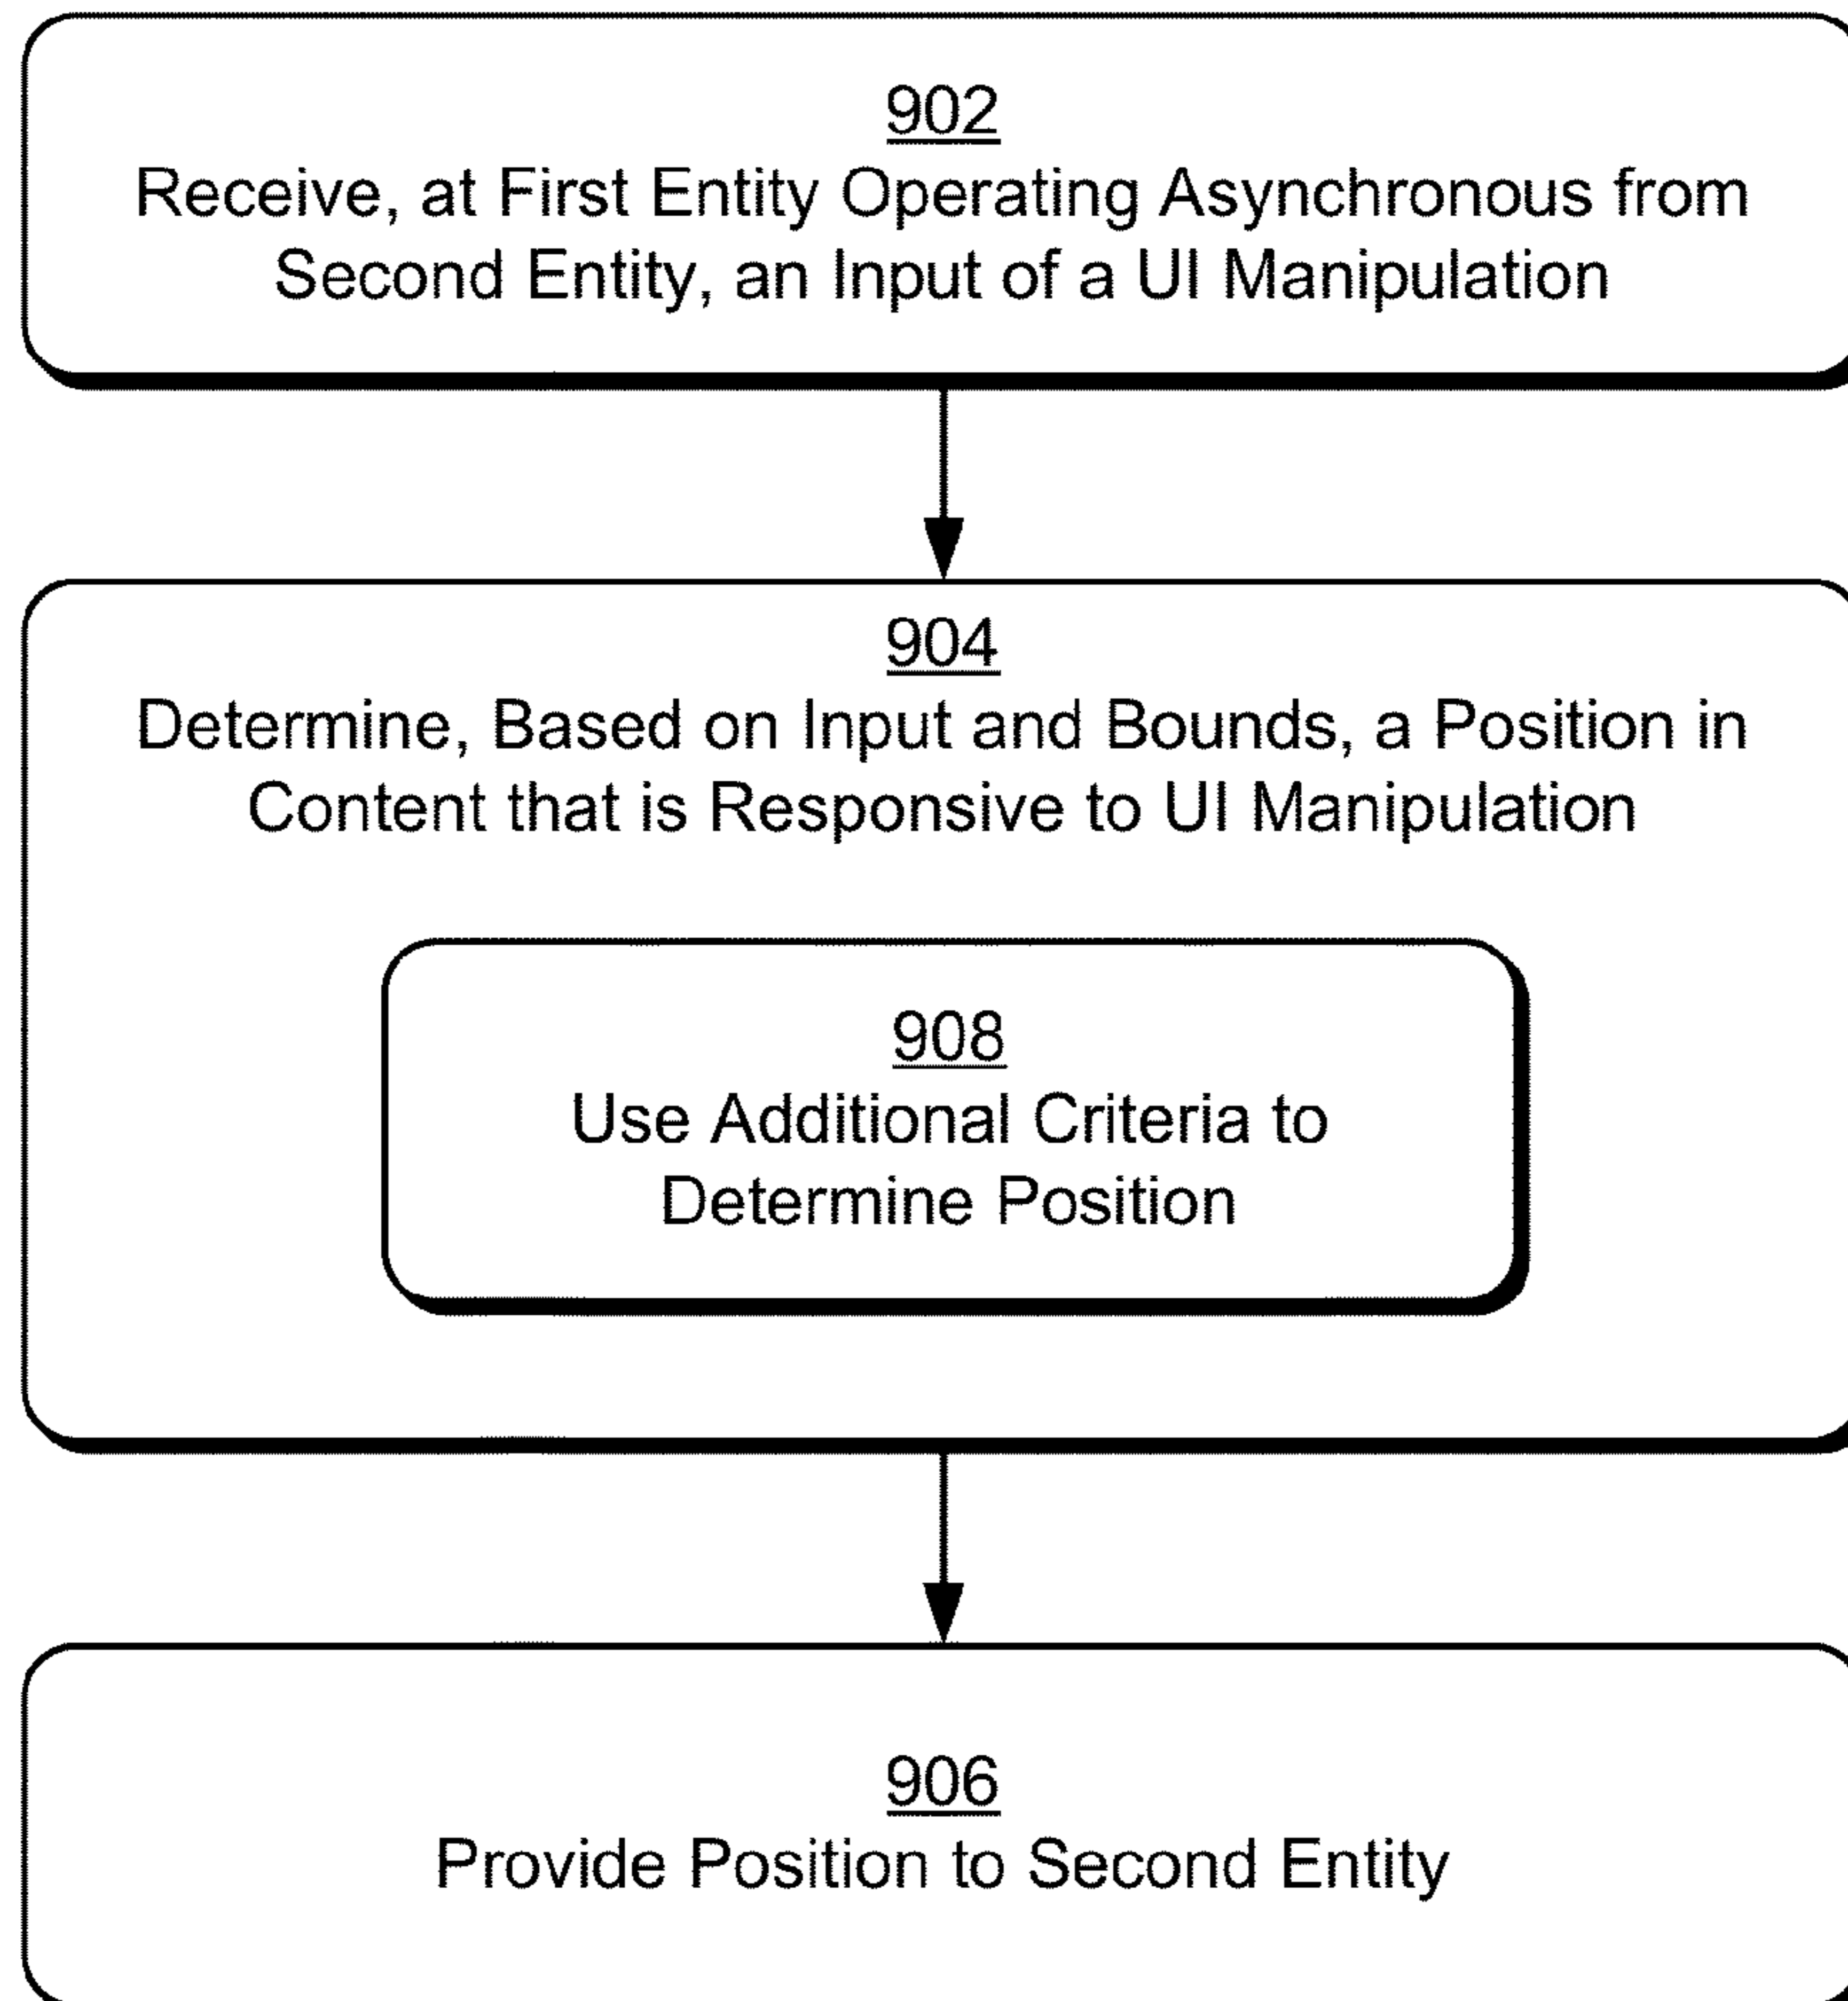 902
Receive, at First Entity Operating Asynchronous from
Second Entity, an Input of a UI Manipulation
904
Determine, Based on Input and Bounds, a Position in
Content that is Responsive to UI Manipulation
908
Use Additional Criteria to
Determine Position
906
Provide Position to Second Entity